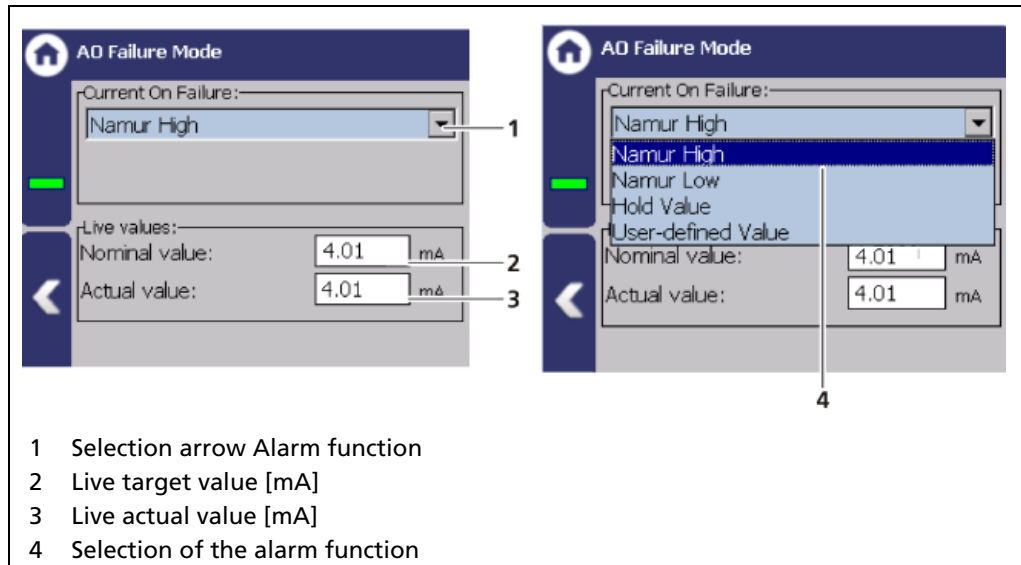 AO Failure Mode
Current On Failure:
Namur High
1
Live values:
Nominal value: 4.01 mA
2
Actual value: 4.01 mA
3
AO Failure Mode
Current On Failure:
Namur High
Namur High
Namur Low
Hold Value
User-defined Value
Nominal value: 4.01 mA
Actual value: 4.01 mA
4
1 Selection arrow Alarm function
2 Live target value [mA]
3 Live actual value [mA]
4 Selection of the alarm function